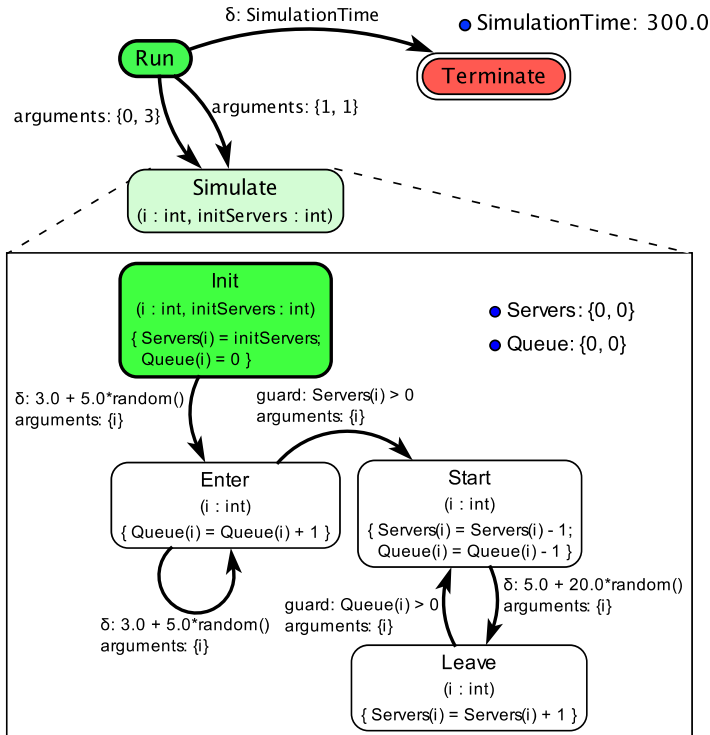 δ: SimulationTime
SimulationTime: 300.0
Run
Terminate
arguments: {0, 3}
arguments: {1, 1}
Simulate
(i : int, initServers : int)
Init
(i : int, initServers : int)
{ Servers(i) = initServers;
Queue(i) = 0 }
Servers: {0, 0}
Queue: {0, 0}
δ: 3.0 + 5.0*random()
arguments: {i}
guard: Servers(i) > 0
arguments: {i}
Enter
(i : int)
{ Queue(i) = Queue(i) + 1 }
Start
(i : int)
{ Servers(i) = Servers(i) - 1;
Queue(i) = Queue(i) - 1 }
δ: 3.0 + 5.0*random()
arguments: {i}
guard: Queue(i) > 0
arguments: {i}
δ: 5.0 + 20.0*random()
arguments: {i}
Leave
(i : int)
{ Servers(i) = Servers(i) + 1 }